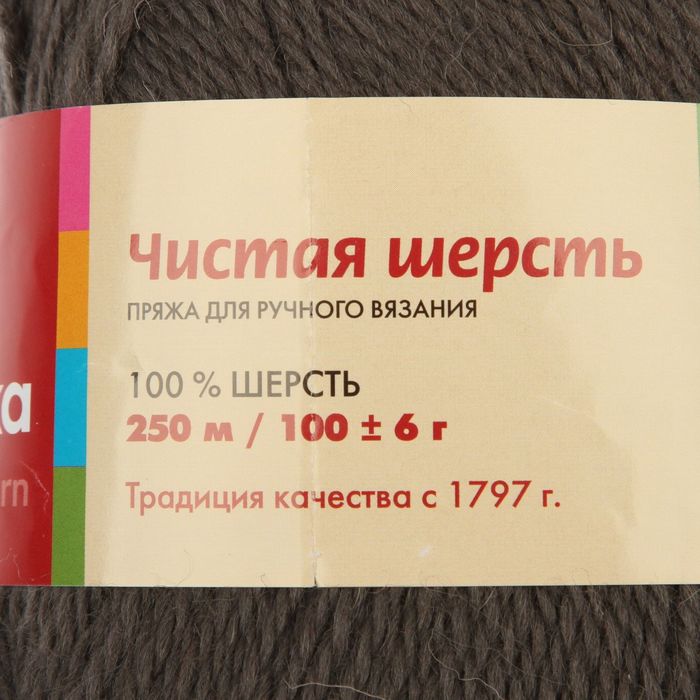 Чистая шерсть
ПРЯЖА ДЛЯ РУЧНОГО ВЯЗАНИЯ
100 % ШЕРСТЬ
250 м / 100 ± 6 г
Традиция качества с 1797 г.